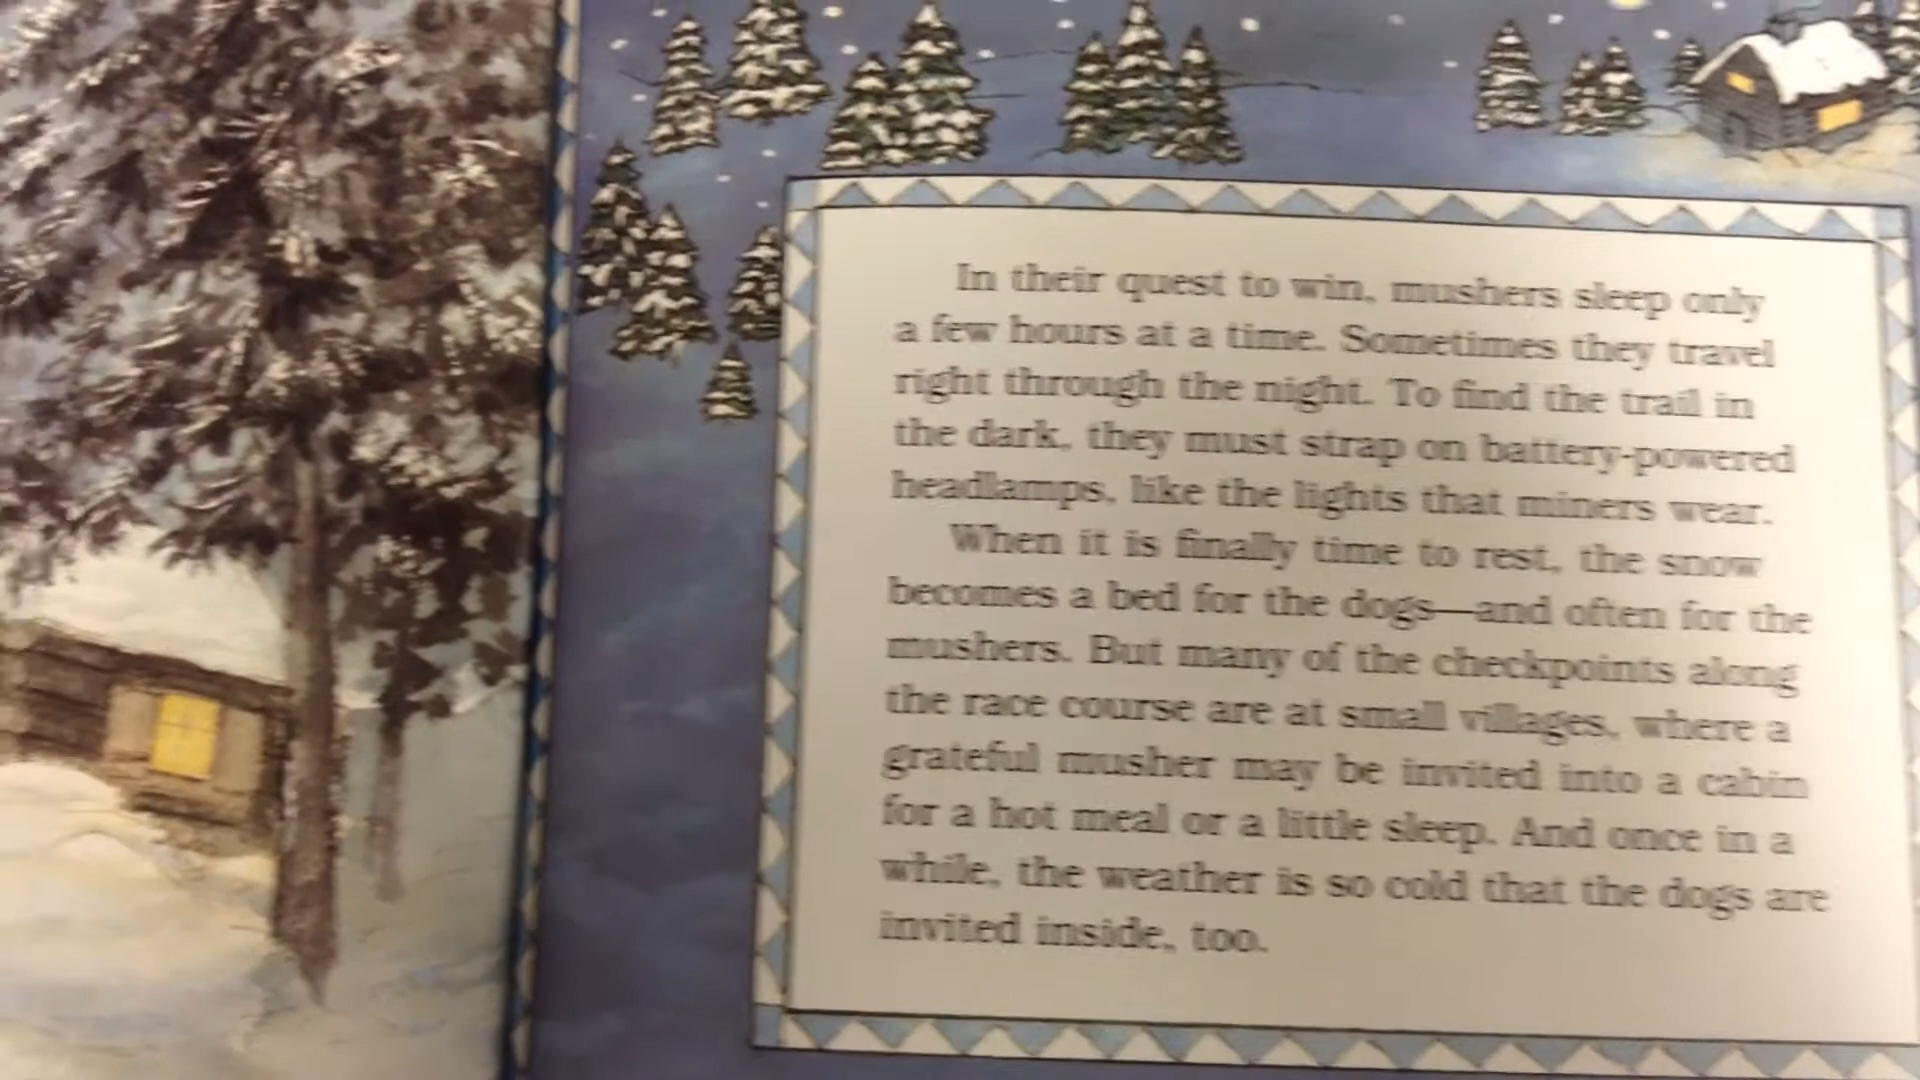 In their quest to win, mushers sleep only
a few hours at a time. Sometimes they travel
right through the night. To find the trail in
the dark, they must strap on battery-powered
headlamps, like the lights that miners wear.
When it is finally time to rest, the snow
becomes a bed for the dogs—and often for the
mushers. But many of the checkpoints along
the race course are at small villages, where a
grateful musher may be invited into a cabin
for a hot meal or a little sleep. And once in a
while, the weather is so cold that the dogs are
invited inside, too.